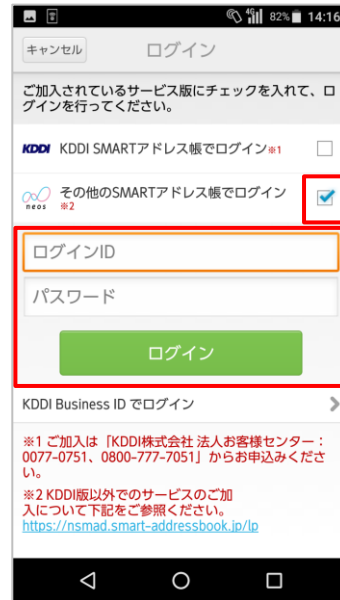 4G 82% 14:16
キャンセル ログイン
ご加入されているサービス版にチェックを入れて、ロ
グインを行ってください。
KDDI KDDI SMARTアドレス帳でログイン※1
neos その他のSMARTアドレス帳でログイン
※2
ログインID
パスワード
ログイン
KDDI Business ID でログイン
※1 ご加入は「KDDI株式会社 法人お客様センター：
0077-0751、0800-777-7051」からお申込みくださ
い。
※2 KDDI版以外でのサービスのご加
入について下記をご参照ください。
https://nsmad.smart-addressbook.jp/lp